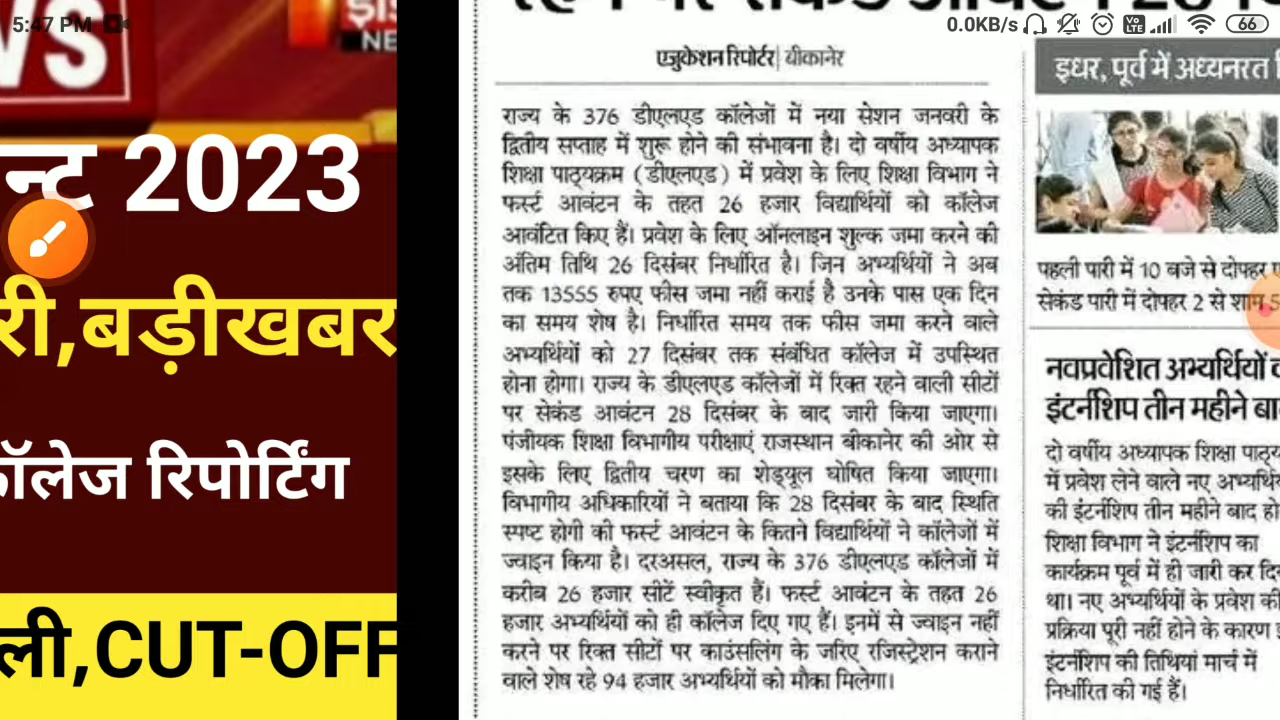 5:47 PM
0.0KB/s
Vo LTE
66
NE
न्ट 2023
री,बड़ीखबर
कॉलेज रिपोर्टिंग
ली,CUT-OFF
एजुकेशन रिपोर्टर| बीकानेर
राज्य के 376 डीएलएड कॉलेजों में नया सेशन जनवरी के
द्वितीय सप्ताह में शुरू होने की संभावना है। दो वर्षीय अध्यापक
शिक्षा पाठ्यक्रम (डीएलएड) में प्रवेश के लिए शिक्षा विभाग ने
फर्स्ट आवंटन के तहत 26 हजार विद्यार्थियों को कॉलेज
आवंटित किए हैं। प्रवेश के लिए ऑनलाइन शुल्क जमा करने की
अंतिम तिथि 26 दिसंबर निर्धारित है। जिन अभ्यर्थियों ने अब
तक 13555 रुपए फीस जमा नहीं कराई है उनके पास एक दिन
का समय शेष है। निर्धारित समय तक फीस जमा करने वाले
अभ्यर्थियों को 27 दिसंबर तक संबंधित कॉलेज में उपस्थित
होना होगा। राज्य के डीएलएड कॉलेजों में रिक्त रहने वाली सीटों
पर सेकंड आवंटन 28 दिसंबर के बाद जारी किया जाएगा।
पंजीयक शिक्षा विभागीय परीक्षाएं राजस्थान बीकानेर की ओर से
इसके लिए द्वितीय चरण का शेड्यूल घोषित किया जाएगा।
विभागीय अधिकारियों ने बताया कि 28 दिसंबर के बाद स्थिति
स्पष्ट होगी की फर्स्ट आवंटन के कितने विद्यार्थियों ने कॉलेजों में
ज्वाइन किया है। दरअसल, राज्य के 376 डीएलएड कॉलेजों में
करीब 26 हजार सीटें स्वीकृत हैं। फर्स्ट आवंटन के तहत 26
हजार अभ्यर्थियों को ही कॉलेज दिए गए हैं। इनमें से ज्वाइन नहीं
करने पर रिक्त सीटों पर काउंसलिंग के जरिए रजिस्ट्रेशन कराने
वाले शेष रहे 94 हजार अभ्यर्थियों को मौका मिलेगा।
इधर, पूर्व में अध्यनरत
पहली पारी में 10 बजे से दोपहर
सेकंड पारी में दोपहर 2 से शाम 5
नवप्रवेशित अभ्यर्थियों
इंटर्नशिप तीन महीने
दो वर्षीय अध्यापक शिक्षा
में प्रवेश लेने वाले नए
की इंटर्नशिप तीन महीने बाद
शिक्षा विभाग ने इंटर्नशिप का
कार्यक्रम पूर्व में ही जारी कर
था। नए अभ्यर्थियों के प्रवेश की
प्रक्रिया पूरी नहीं होने के कारण
इंटर्नशिप की तिथियां मार्च में
निर्धारित की गई हैं।